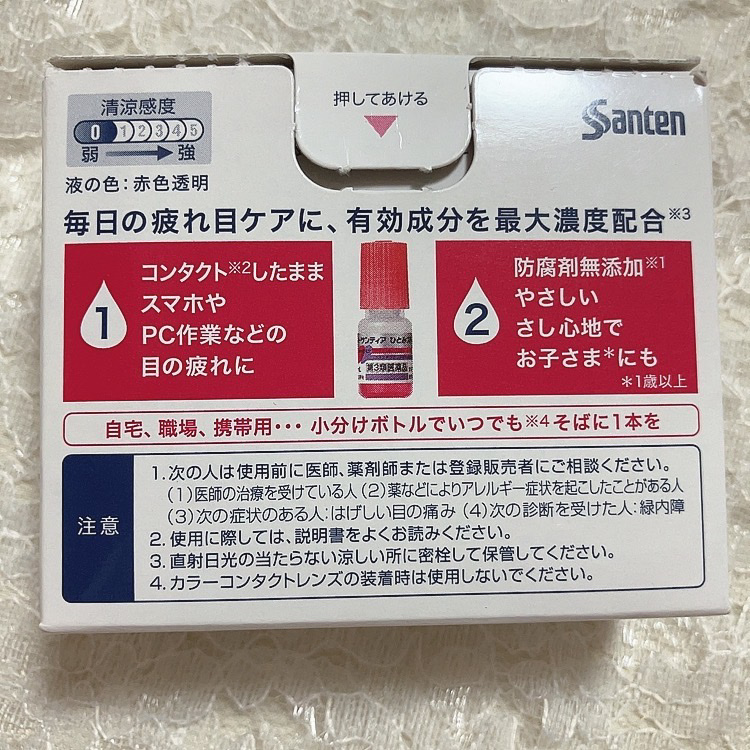 清涼感度
0 1 2 3 4 5
弱 強
液の色：赤色透明
押してあける
Santen
毎日の疲れ目ケアに、有効成分を最大濃度配合※3
1
コンタクト※2したまま
スマホや
PC作業などの
目の疲れに
サンティア ひとみ
第3類医薬品
2
防腐剤無添加※1
やさしい
さし心地で
お子さま*にも
*1歳以上
自宅、職場、携帯用･･･ 小分けボトルでいつでも※4そばに1本を
注意
1. 次の人は使用前に医師、薬剤師または登録販売者にご相談ください。
(1)医師の治療を受けている人 (2)薬などによりアレルギー症状を起こしたことがある人
(3)次の症状のある人：はげしい目の痛み (4)次の診断を受けた人：緑内障
2. 使用に際しては、説明書をよくお読みください。
3. 直射日光の当たらない涼しい所に密栓して保管してください。
4. カラーコンタクトレンズの装着時は使用しないでください。